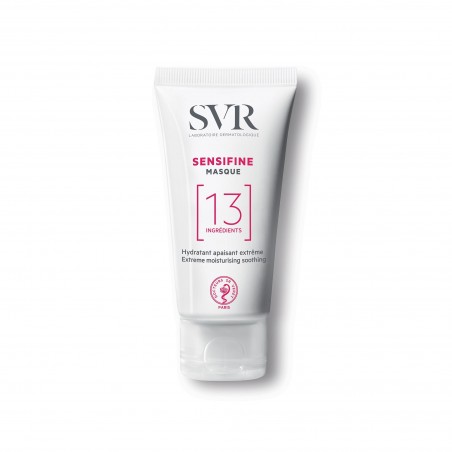 SVR
LABORATOIRE DERMATOLOGIQUE
SENSIFINE
MASQUE
[13]
INGRÉDIENTS
Hydratant apaisant extrême
Extreme moisturising soothing
PARIS